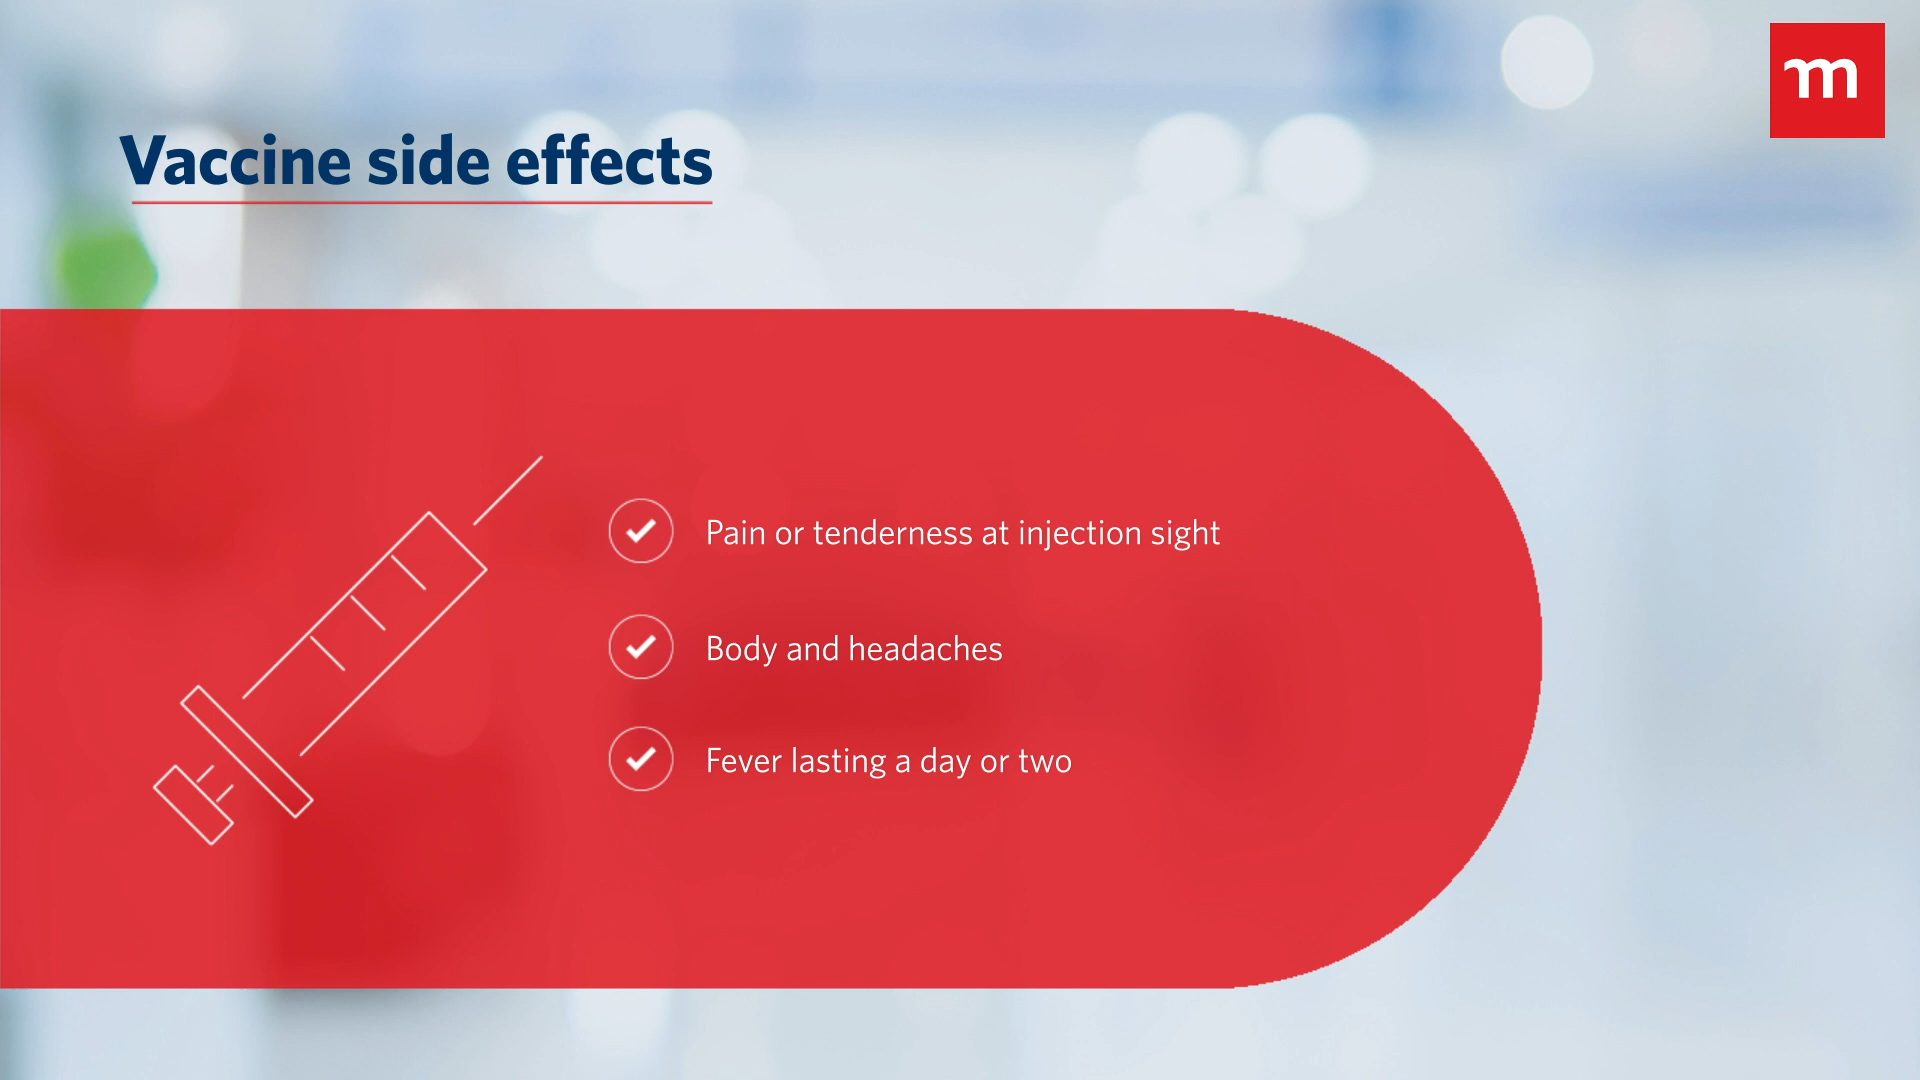 m
Vaccine side effects
Pain or tenderness at injection sight
Body and headaches
Fever lasting a day or two